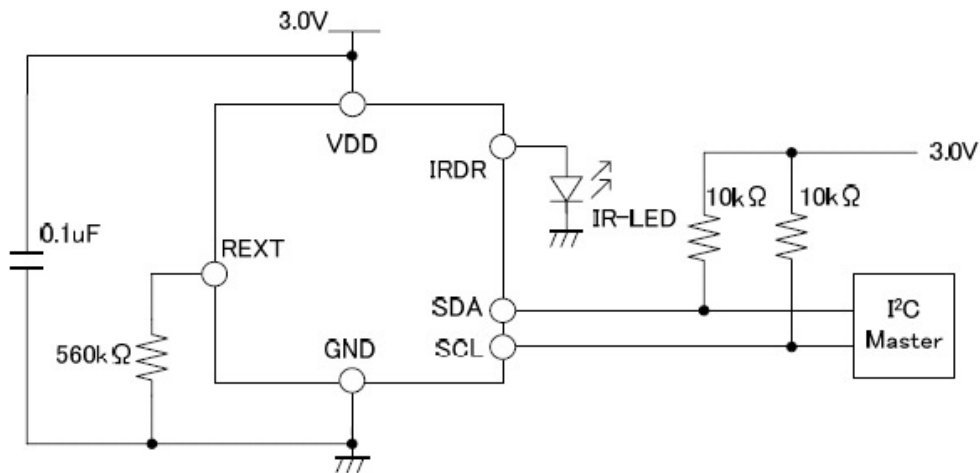 3.0V
VDD
IRDR
3.0V
10kΩ
10kΩ
IR-LED
0.1uF
REXT
SDA
I²C
Master
GND
SCL
560kΩ